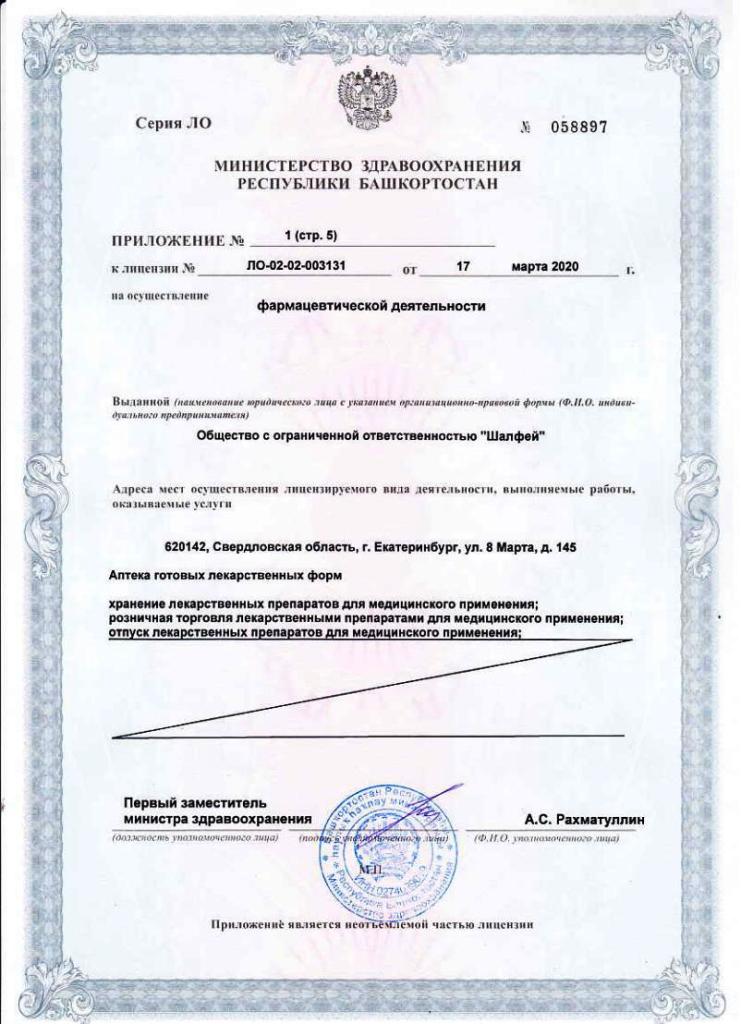 Серия ЛО
№ 058897
МИНИСТЕРСТВО ЗДРАВООХРАНЕНИЯ
РЕСПУБЛИКИ БАШКОРТОСТАН
ПРИЛОЖЕНИЕ № 1 (стр. 5)
к лицензии № ЛО-02-02-003131 от 17 марта 2020 г.
на осуществление
фармацевтической деятельности
Выданной (наименование юридического лица с указанием организационно-правовой формы (Ф.И.О. индиви-
дуального предпринимателя)
Общество с ограниченной ответственностью "Шалфей"
Адреса мест осуществления лицензируемого вида деятельности, выполняемые работы,
оказываемые услуги
620142, Свердловская область, г. Екатеринбург, ул. 8 Марта, д. 145
Аптека готовых лекарственных форм
хранение лекарственных препаратов для медицинского применения;
розничная торговля лекарственными препаратами для медицинского применения;
отпуск лекарственных препаратов для медицинского применения;
Первый заместитель
министра здравоохранения
А.С. Рахматуллин
(должность уполномоченного лица) (подпись уполномоченного лица) (Ф.И.О. уполномоченного лица)
М.П.
Приложение является неотъемлемой частью лицензии